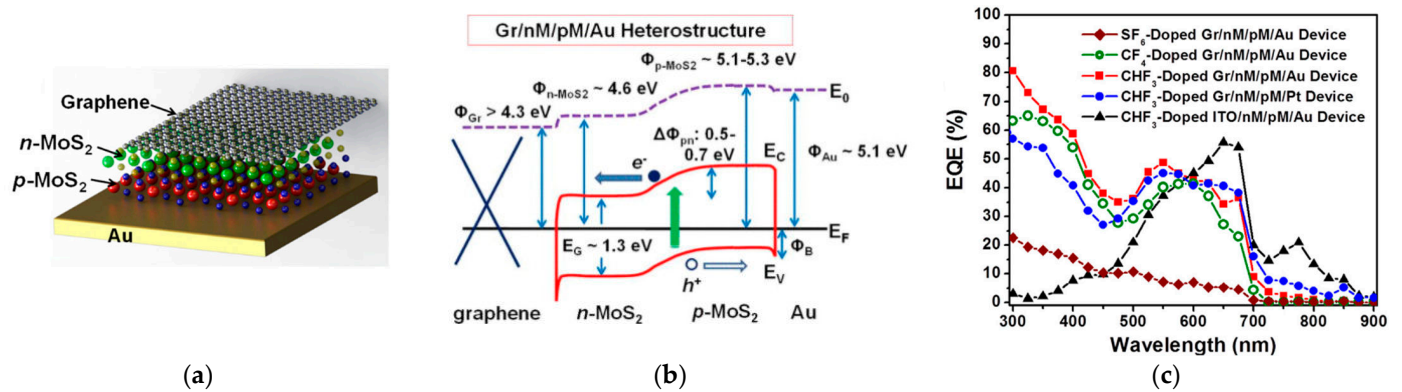 Graphene
n-MoS2
p-MoS2
Au
(a)
Gr/nM/pM/Au Heterostructure
Φp-MoS2 ~ 5.1-5.3 eV
Φn-MoS2 ~ 4.6 eV
ΦGr > 4.3 eV
E0
ΔΦpn: 0.5-
0.7 eV
EC
ΦAu ~ 5.1 eV
e-
EF
EG ~ 1.3 eV
ΦB
EV
h+
graphene
n-MoS2
p-MoS2
Au
(b)
100
90
80
70
60
50
40
30
20
10
0
EQE (%)
SF6-Doped Gr/nM/pM/Au Device
CF4-Doped Gr/nM/pM/Au Device
CHF3-Doped Gr/nM/pM/Au Device
CHF3-Doped Gr/nM/pM/Pt Device
CHF3-Doped ITO/nM/pM/Au Device
300 400 500 600 700 800 900
Wavelength (nm)
(c)